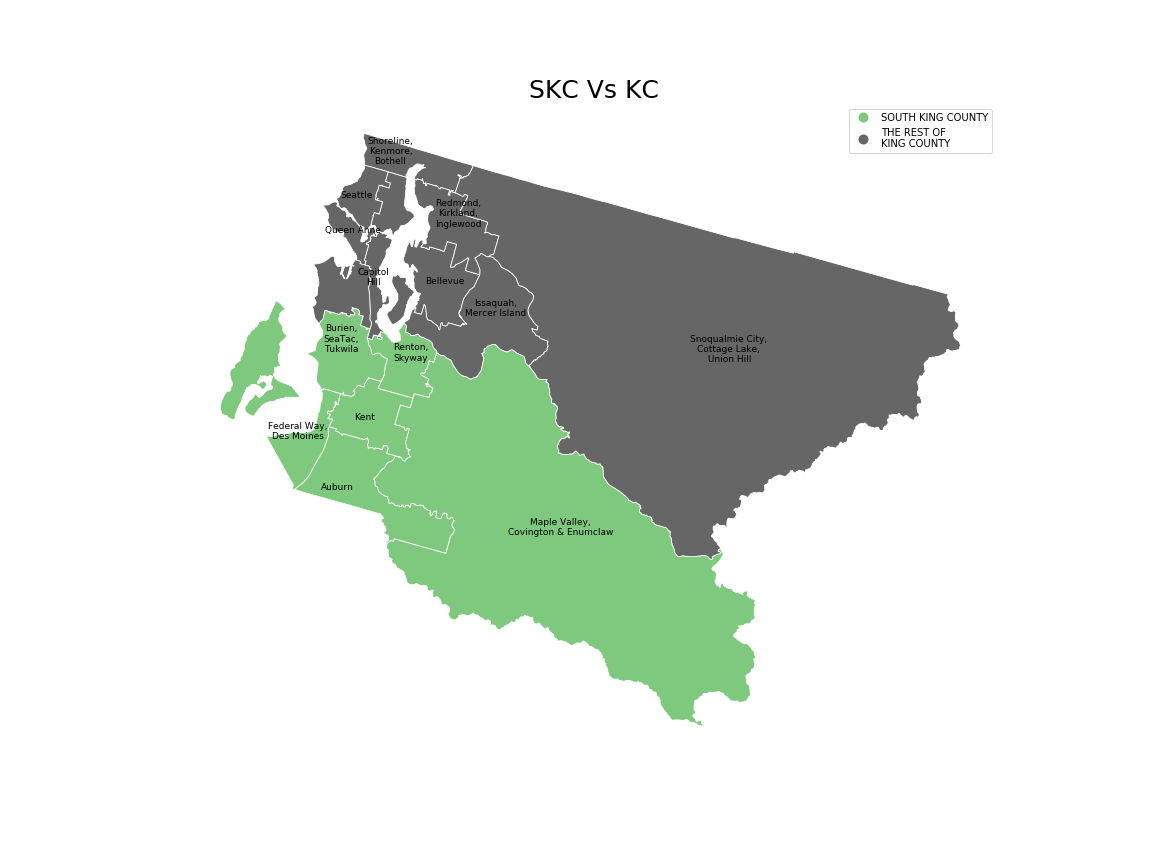 SKC Vs KC
SOUTH KING COUNTY
THE REST OF
KING COUNTY
Shoreline,
Kenmore,
Bothell
Seattle
Redmond,
Kirkland,
Inglewood
Queen Anne
Capitol
Hill
Bellevue
Issaquah,
Mercer Island
Snoqualmie City,
Cottage Lake,
Union Hill
Burien,
SeaTac,
Tukwila
Renton,
Skyway
Kent
Federal Way,
Des Moines
Auburn
Maple Valley,
Covington & Enumclaw